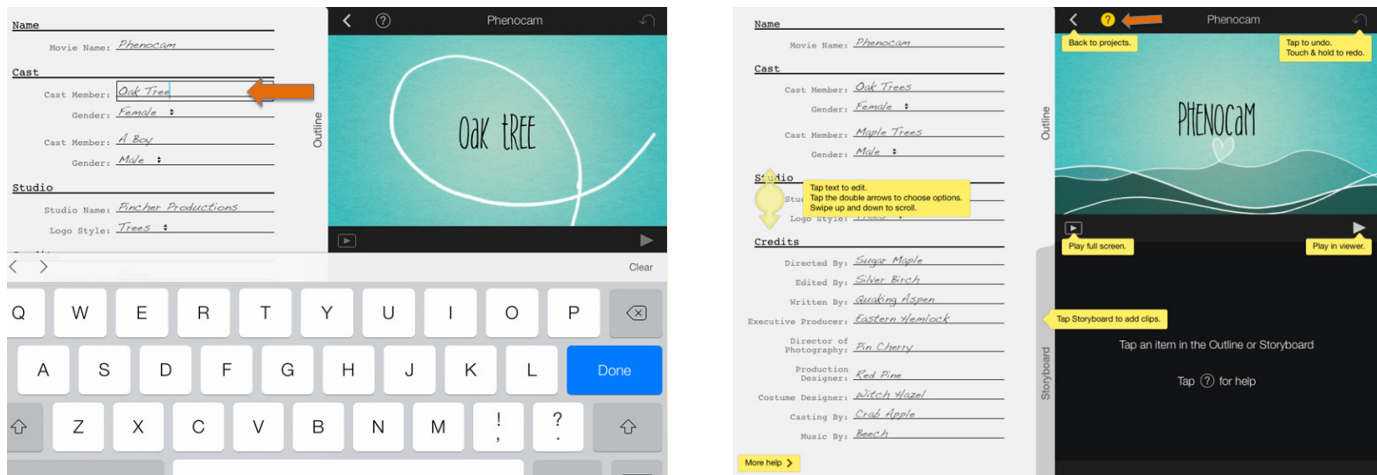 Name
Movie Name: Phenocam
Cast
Cast Member: Oak Tree
Gender: Female
Cast Member: A Boy
Gender: Male
Studio
Studio Name: Pincher Productions
Logo Style: Trees
Outline
? Phenocam
Oak tREE
Clear
Q W E R T Y U I O P
A S D F G H J K L Done
Z X C V B N M ! , ? .
Name
Movie Name: Phenocam
Cast
Cast Member: Oak Trees
Gender: Female
Cast Member: Maple Trees
Gender: Male
Studio
Tap text to edit.
Tap the double arrows to choose options.
Swipe up and down to scroll.
Logo Style: Trees
Credits
Directed By: Sugar Maple
Edited By: Silver Birch
Written By: Quaking Aspen
Executive Producer: Eastern Hemlock
Director of
Photography: Pin Cherry
Production
Designer: Red Pine
Costume Designer: Witch Hazel
Casting By: Crab Apple
Music By: Beech
More help
Outline
Storyboard
? Phenocam
Back to projects.
Tap to undo.
Touch & hold to redo.
PHENOCaM
Play full screen.
Play in viewer.
Tap Storyboard to add clips.
Tap an item in the Outline or Storyboard
Tap ? for help